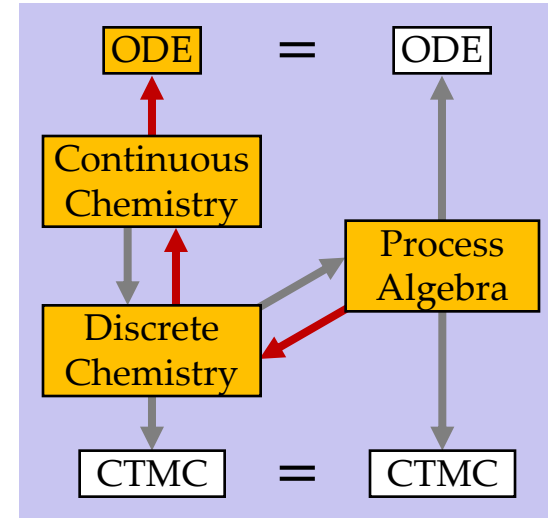 ODE = ODE
Continuous
Chemistry
Process
Algebra
Discrete
Chemistry
CTMC = CTMC